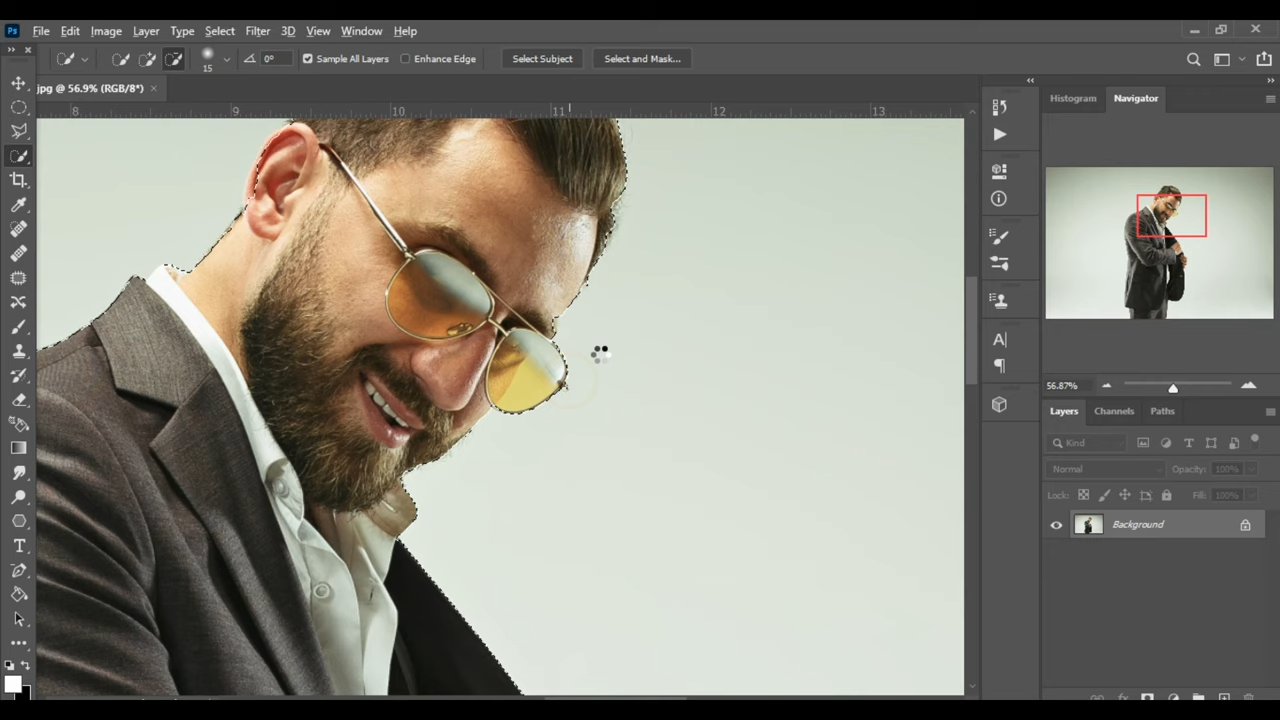 Ps File Edit Image Layer Type Select Filter 3D View Window Help
15 0° Sample All Layers Enhance Edge Select Subject Select and Mask...
jpg @ 56.9% (RGB/8*)
8 9 10 11 12 13
Histogram Navigator
56.87%
Layers Channels Paths
Kind
Normal Opacity: 100%
Lock: Fill: 100%
Background